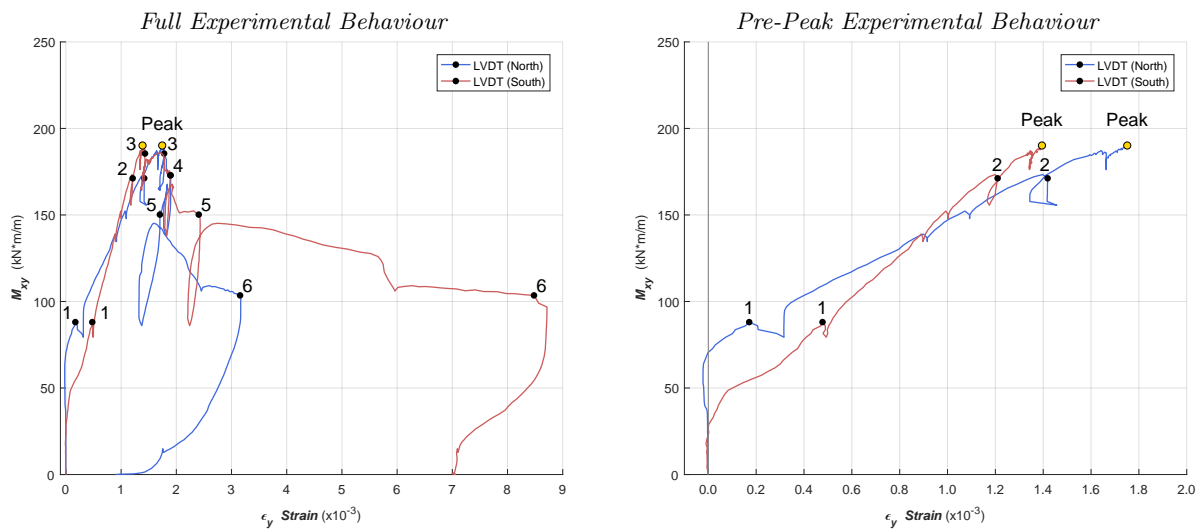 Full Experimental Behaviour
250
200
150
100
50
0
M_xy (kN*m/m)
LVDT (North)
LVDT (South)
Peak
3
3
2
4
5
5
6
6
1
1
0 1 2 3 4 5 6 7 8 9
ϵ_y Strain (x10⁻³)
Pre-Peak Experimental Behaviour
250
200
150
100
50
0
M_xy (kN*m/m)
LVDT (North)
LVDT (South)
Peak Peak
2 2
1 1
0.0 0.2 0.4 0.6 0.8 1.0 1.2 1.4 1.6 1.8 2.0
ϵ_y Strain (x10⁻³)